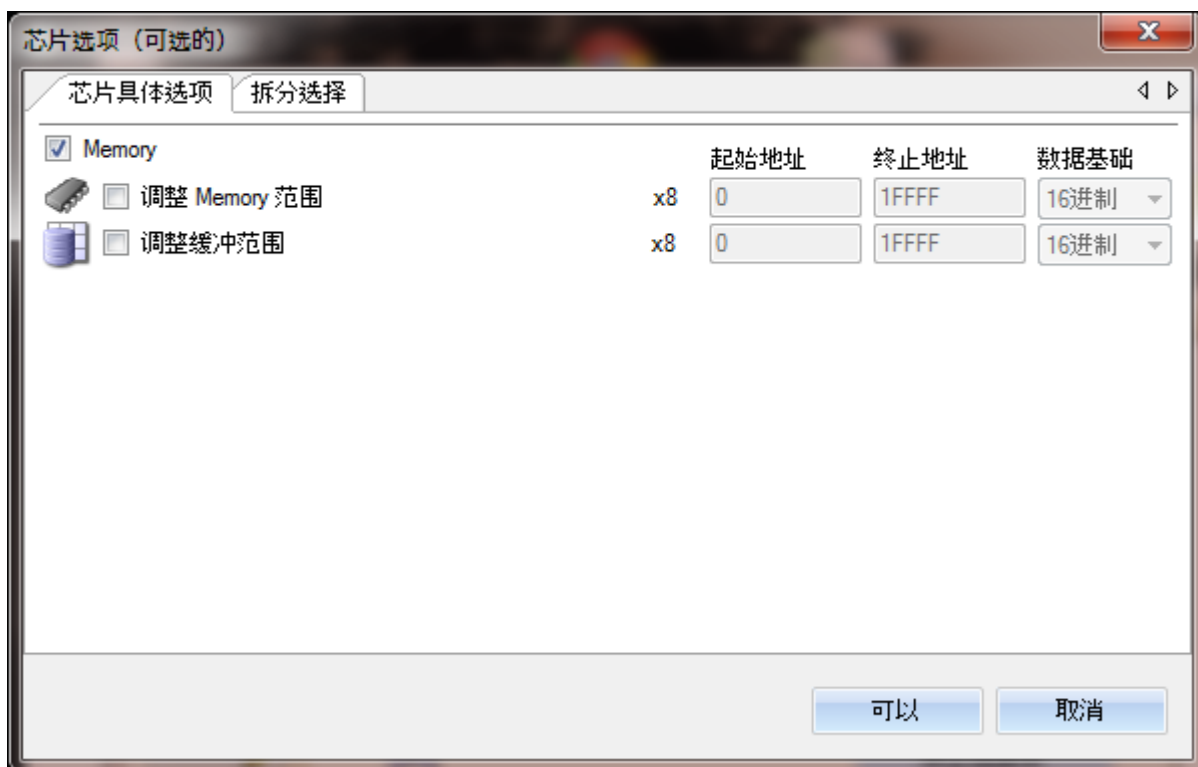 芯片选项（可选的）
芯片具体选项 拆分选择
Memory
起始地址 终止地址 数据基础
调整 Memory 范围 x8 0 1FFFF 16进制
调整缓冲范围 x8 0 1FFFF 16进制
可以 取消